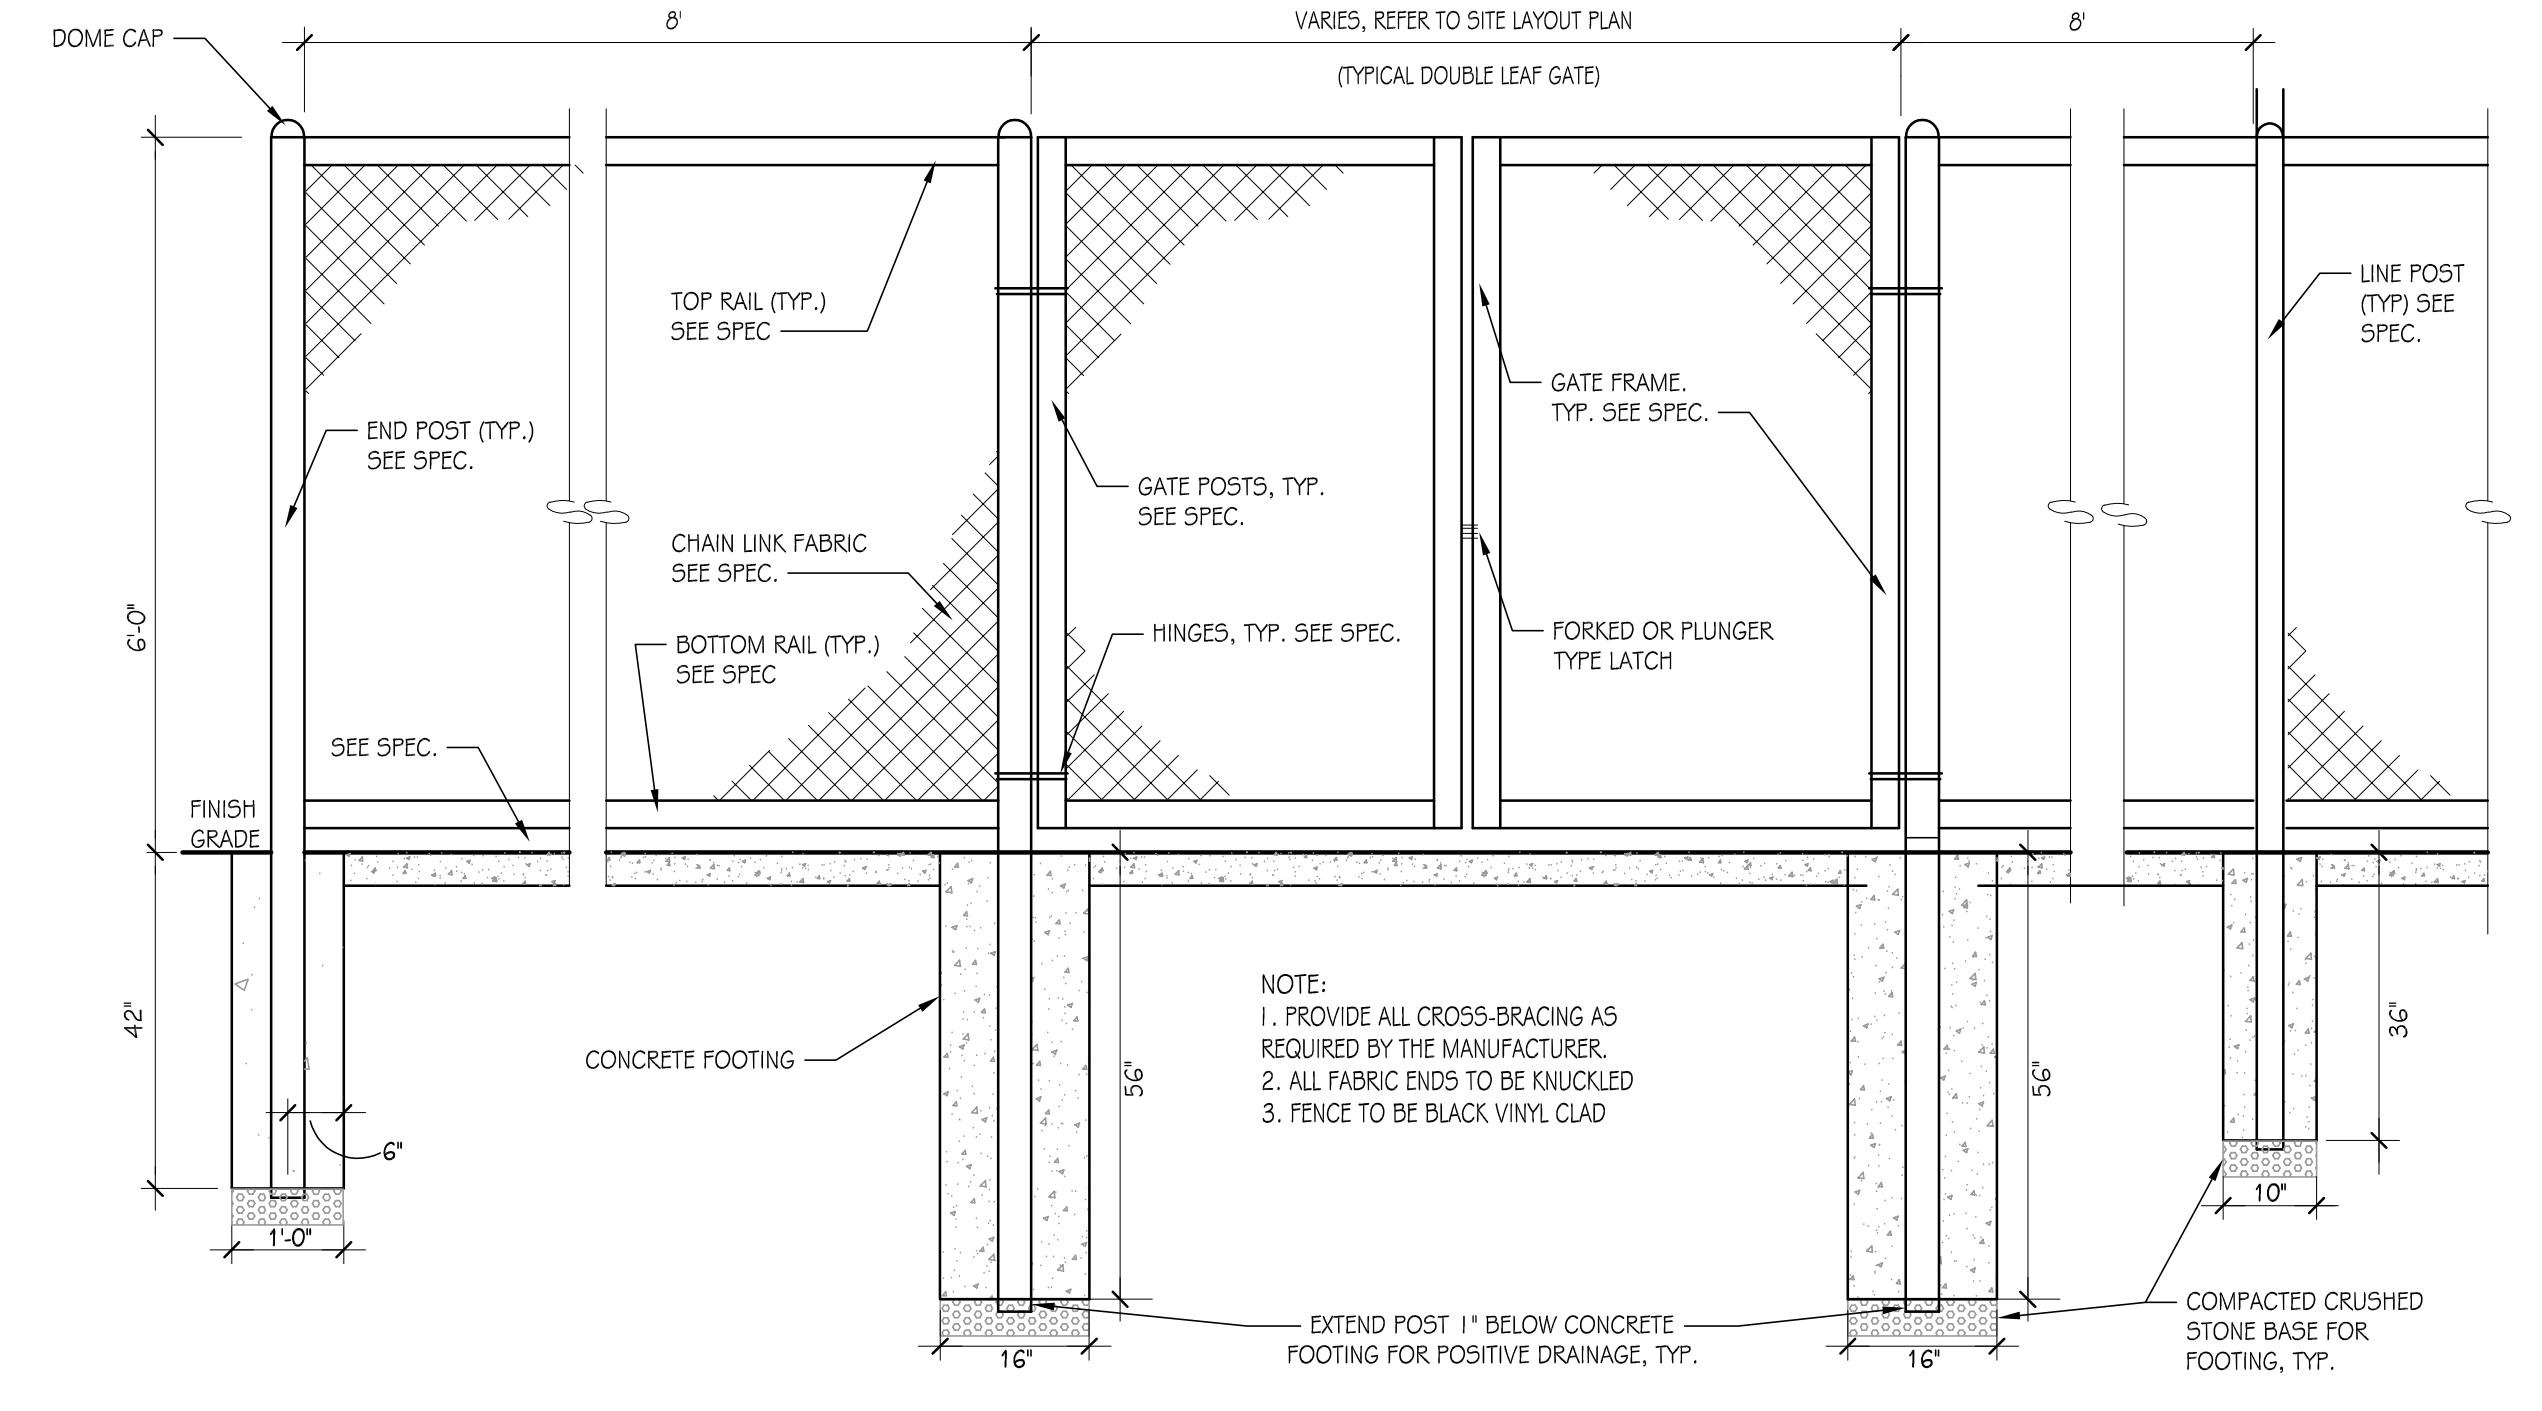 8'
VARIES, REFER TO SITE LAYOUT PLAN
8'
DOME CAP
(TYPICAL DOUBLE LEAF GATE)
TOP RAIL (TYP.)
SEE SPEC
LINE POST
(TYP) SEE
SPEC.
GATE FRAME.
TYP. SEE SPEC.
END POST (TYP.)
SEE SPEC.
GATE POSTS, TYP.
SEE SPEC.
CHAIN LINK FABRIC
SEE SPEC.
6'-0"
BOTTOM RAIL (TYP.)
SEE SPEC
HINGES, TYP. SEE SPEC.
FORKED OR PLUNGER
TYPE LATCH
SEE SPEC.
FINISH
GRADE
42"
CONCRETE FOOTING
56"
NOTE:
1. PROVIDE ALL CROSS-BRACING AS
REQUIRED BY THE MANUFACTURER.
2. ALL FABRIC ENDS TO BE KNUCKLED
3. FENCE TO BE BLACK VINYL CLAD
56"
36"
6"
10"
1'-0"
EXTEND POST 1" BELOW CONCRETE
FOOTING FOR POSITIVE DRAINAGE, TYP.
16"
16"
COMPACTED CRUSHED
STONE BASE FOR
FOOTING, TYP.